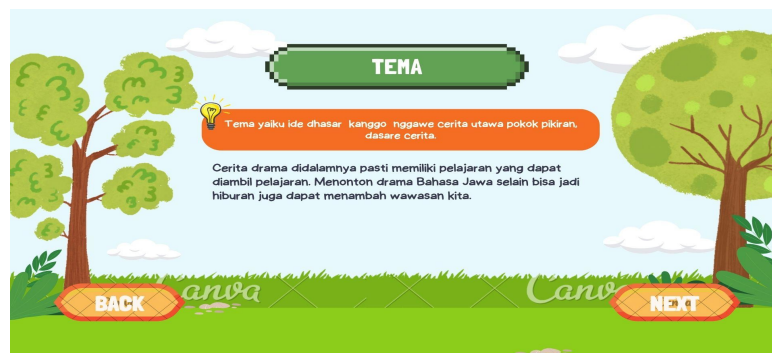 TEMA
Tema yaiku ide dhasar kanggo nggawe cerita utawa pokok pikiran,
dasare cerita.
Cerita drama didalamnya pasti memiliki pelajaran yang dapat
diambil pelajaran. Menonton drama Bahasa Jawa selain bisa jadi
hiburan juga dapat menambah wawasan kita.
Canva
Canva
BACK
NEXT